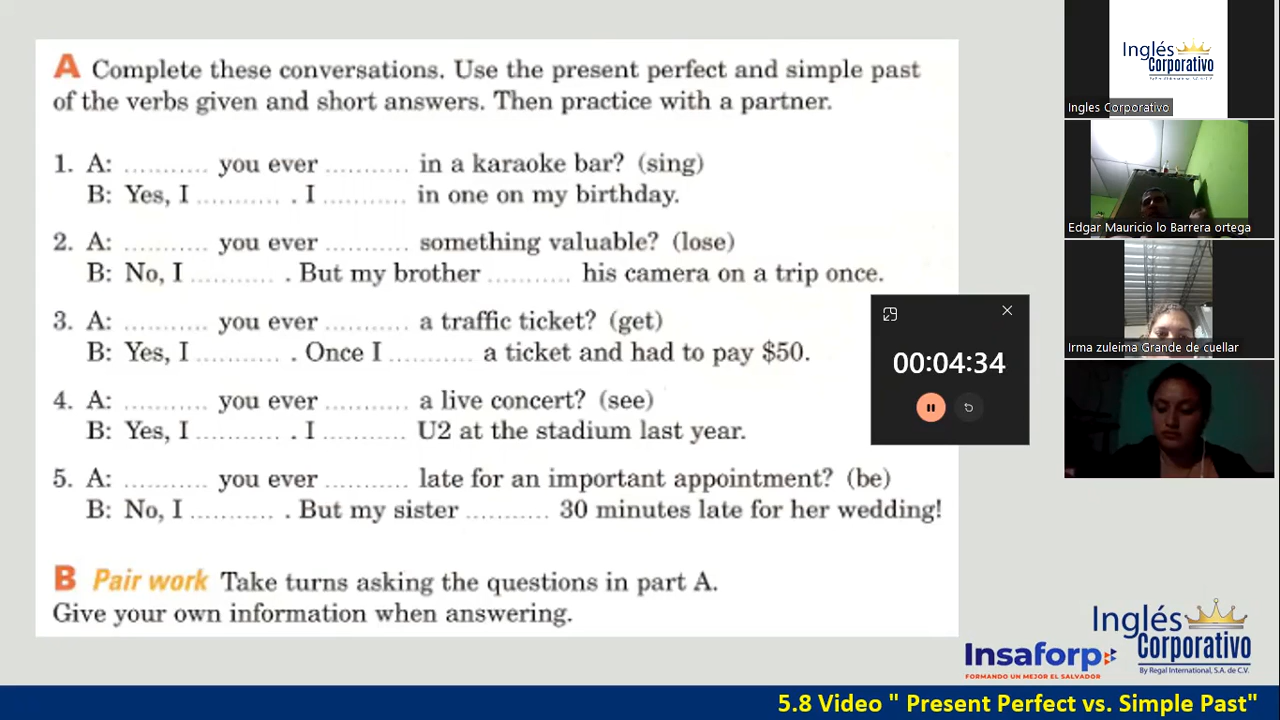 A Complete these conversations. Use the present perfect and simple past
of the verbs given and short answers. Then practice with a partner.
1. A: .......... you ever ........... in a karaoke bar? (sing)
B: Yes, I ........... . I ........... in one on my birthday.
2. A: ........... you ever ........... something valuable? (lose)
B: No, I ........... . But my brother .......... his camera on a trip once.
3. A: ........... you ever ........... a traffic ticket? (get)
B: Yes, I ........... . Once I ........... a ticket and had to pay $50.
4. A: ........... you ever ........... a live concert? (see)
B: Yes, I ........... . I ........... U2 at the stadium last year.
5. A: ........... you ever ........... late for an important appointment? (be)
B: No, I ........... . But my sister ........... 30 minutes late for her wedding!
B Pair work Take turns asking the questions in part A.
Give your own information when answering.
00:04:34
Inglés
Corporativo
Ingles Corporativo
Edgar Mauricio lo Barrera ortega
Irma zuleima Grande de cuellar
Insaforp
FORMANDO UN MEJOR EL SALVADOR
Inglés
Corporativo
By Regal International, S.A. de C.V.
5.8 Video " Present Perfect vs. Simple Past"